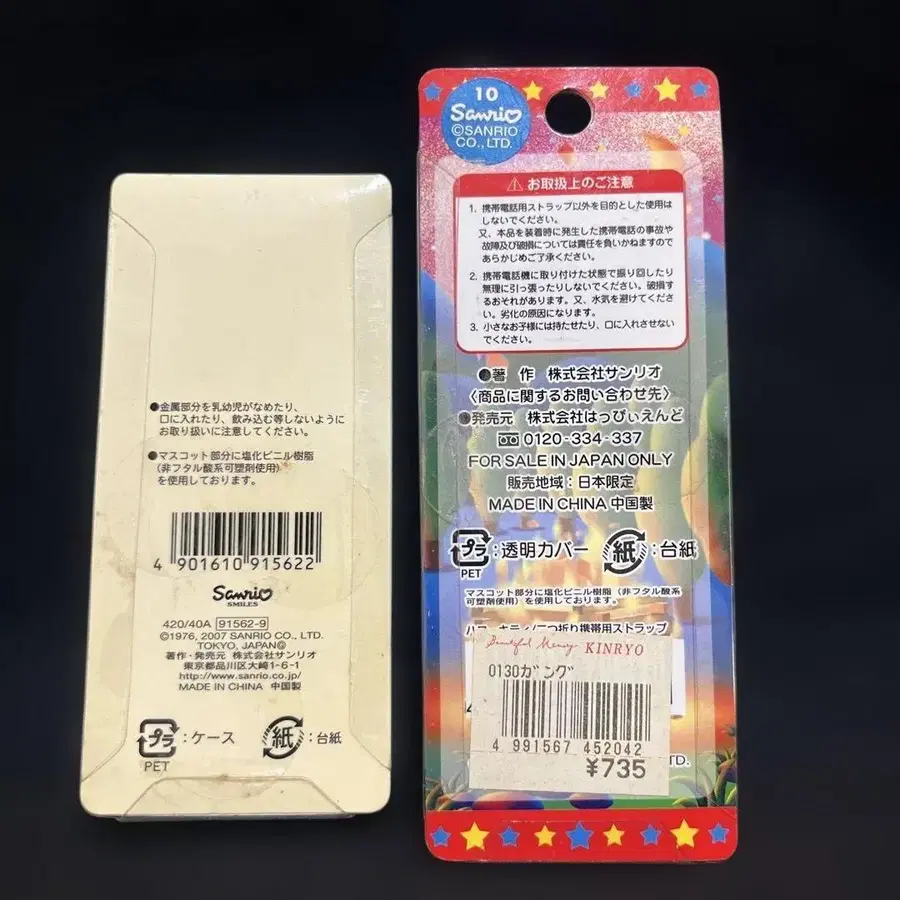 ●金属部分を乳幼児がなめたり、
口に入れたり、飲み込む等しないように
お取り扱いに注意してください。
●マスコット部分に塩化ビニル樹脂
(非フタル酸系可塑剤使用)
を使用しております。
4 901610 915622
Sanrio
SMILES
420/40A 91562-9
©1976, 2007 SANRIO CO., LTD.
TOKYO, JAPAN
著作・発売元 株式会社サンリオ
東京都品川区大崎1-6-1
http://www.sanrio.co.jp/
MADE IN CHINA 中国製
プラ:ケース
PET
紙:台紙
10
Sanrio
©SANRIO
CO., LTD.
⚠お取扱上のご注意
1. 携帯電話用ストラップ以外を目的とした使用は
しないでください。
又、本品を装着時に発生した携帯電話の事故や
故障及び破損については責任を負いかねますので
あらかじめご了承ください。
2. 携帯電話機に取り付けた状態で振り回したり
無理に引っ張ったりしないでください。破損す
るおそれがあります。又、水気を避けてくださ
い。劣化の原因になります。
3. 小さなお子様には持たせたり、口に入れさせない
でください。
●著 作 株式会社サンリオ
〈商品に関するお問い合わせ先〉
●発売元 株式会社はっぴぃえんど
0120-334-337
FOR SALE IN JAPAN ONLY
販売地域:日本限定
MADE IN CHINA 中国製
プラ:透明カバー
PET
紙:台紙
マスコット部分に塩化ビニル樹脂(非フタル酸系
可塑剤使用)を使用しております。
二つ折り携帯用ストラップ
Beautiful Merry KINRYO
0130ガング
4 991567 452042
¥735
TD.